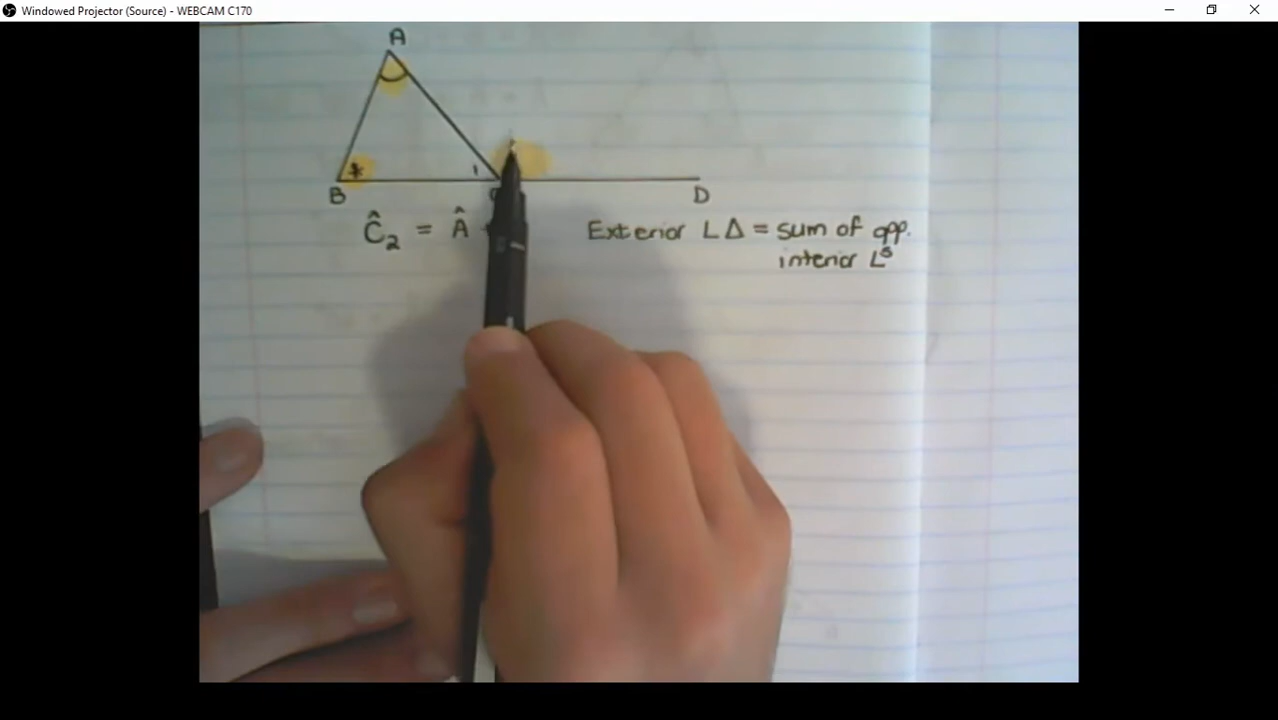 Windowed Projector (Source) - WEBCAM C170
A
* 1
B D
Ĉ2 = Â
Exterior ∟Δ = sum of opp.
interior ∟s